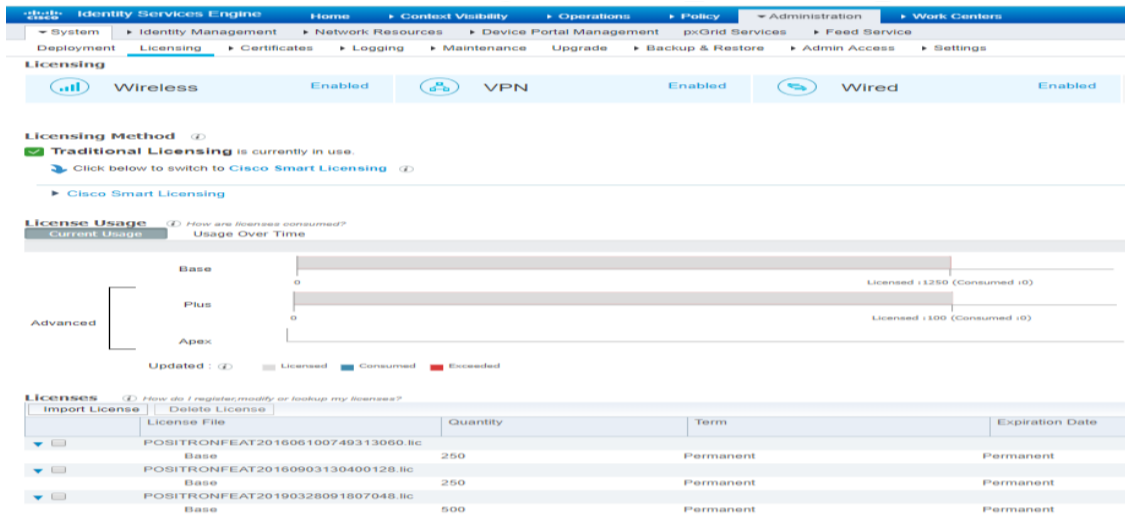 cisco Identity Services Engine Home Context Visibility Operations Policy Administration Work Centers
System Identity Management Network Resources Device Portal Management pxGrid Services Feed Service
Deployment Licensing Certificates Logging Maintenance Upgrade Backup & Restore Admin Access Settings
Licensing
Wireless Enabled VPN Enabled Wired Enabled
Licensing Method
Traditional Licensing is currently in use.
Click below to switch to Cisco Smart Licensing
Cisco Smart Licensing
License Usage How are licenses consumed?
Current Usage Usage Over Time
Base
0 Licensed :1250 (Consumed :0)
Plus
0 Licensed :100 (Consumed :0)
Advanced
Apex
Updated : Licensed Consumed Exceeded
Licenses How do I register,modify or lookup my licenses?
Import License Delete License
License File Quantity Term Expiration Date
POSITRONFEAT201606100749313060.lic
Base 250 Permanent Permanent
POSITRONFEAT20160903130400128.lic
Base 250 Permanent Permanent
POSITRONFEAT20190328091807048.lic
Base 500 Permanent Permanent